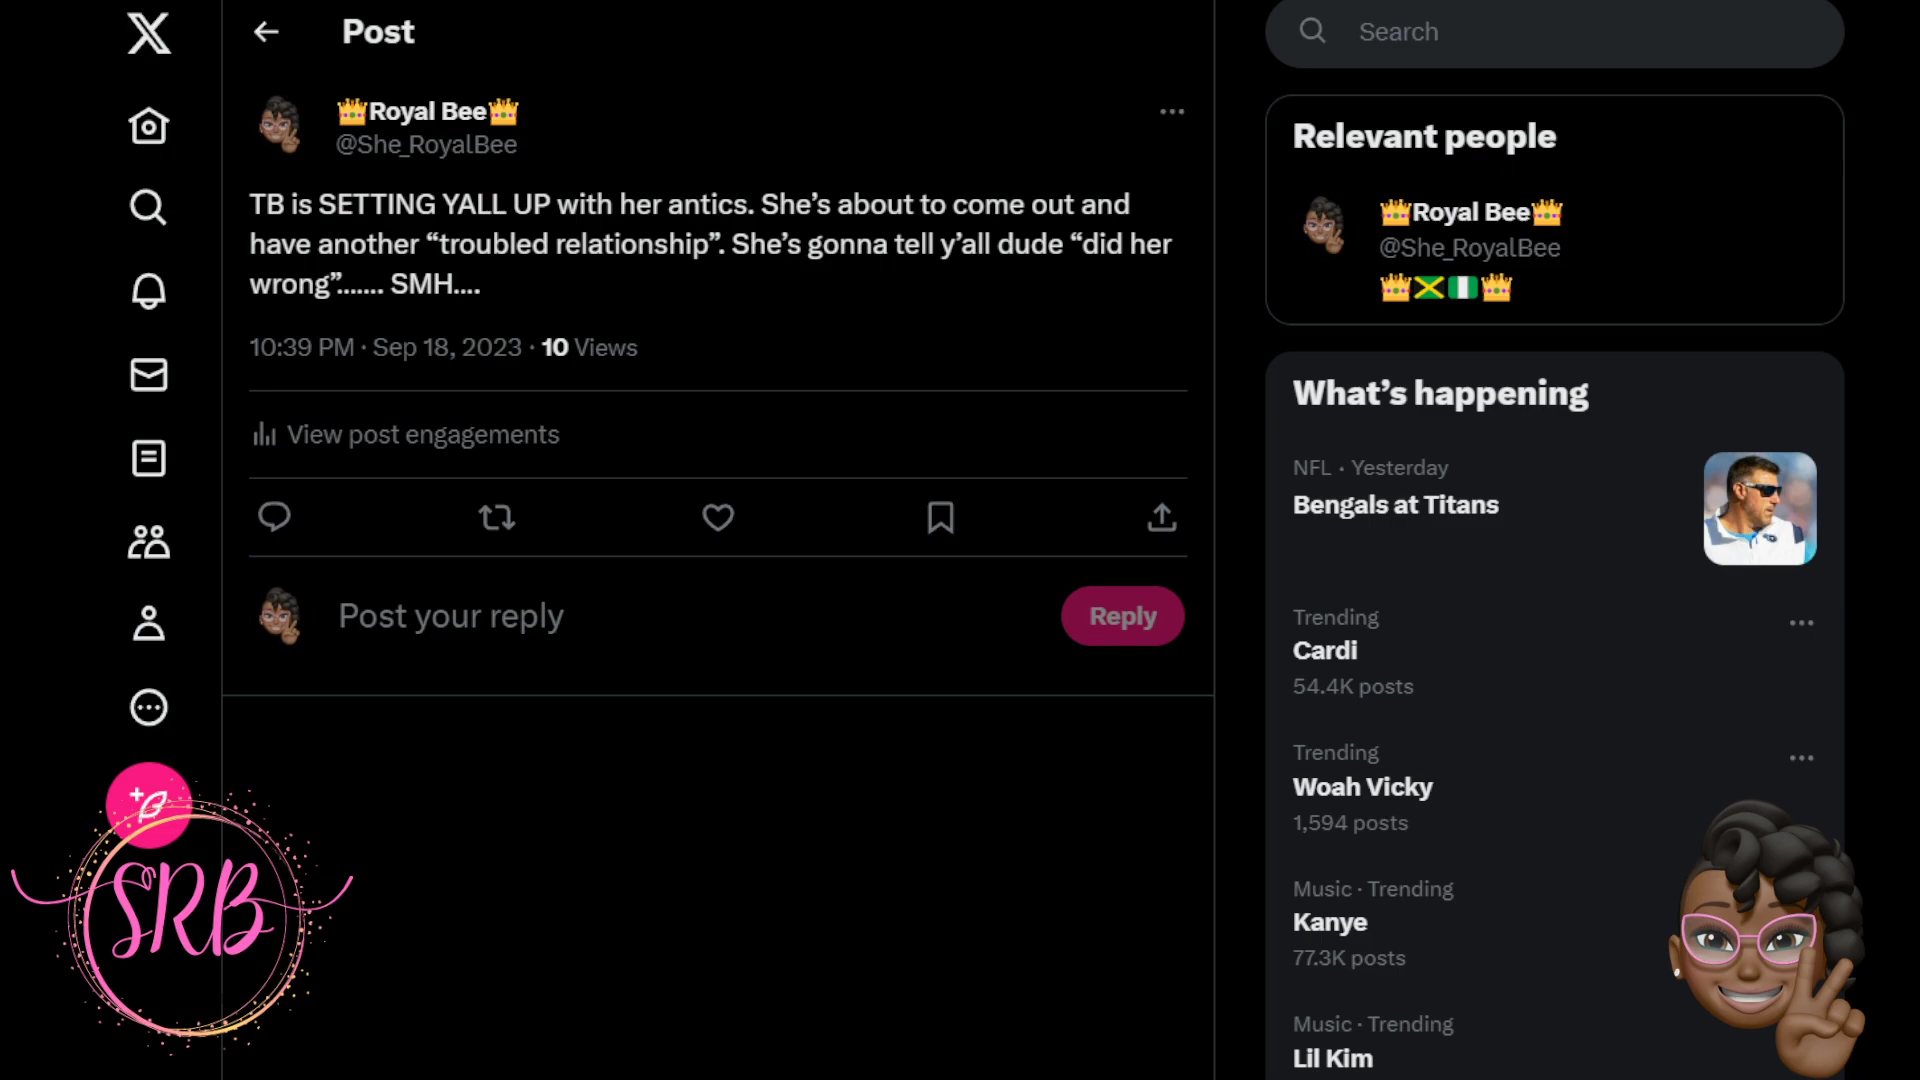 Post
👑Royal Bee👑
@She_RoyalBee
TB is SETTING YALL UP with her antics. She’s about to come out and
have another “troubled relationship”. She’s gonna tell y’all dude “did her
wrong”....... SMH....
10:39 PM · Sep 18, 2023 · 10 Views
View post engagements
Post your reply
Reply
SRB
Search
Relevant people
👑Royal Bee👑
@She_RoyalBee
👑🇯🇲🇳🇬👑
What’s happening
NFL · Yesterday
Bengals at Titans
Trending
Cardi
54.4K posts
Trending
Woah Vicky
1,594 posts
Music · Trending
Kanye
77.3K posts
Music · Trending
Lil Kim